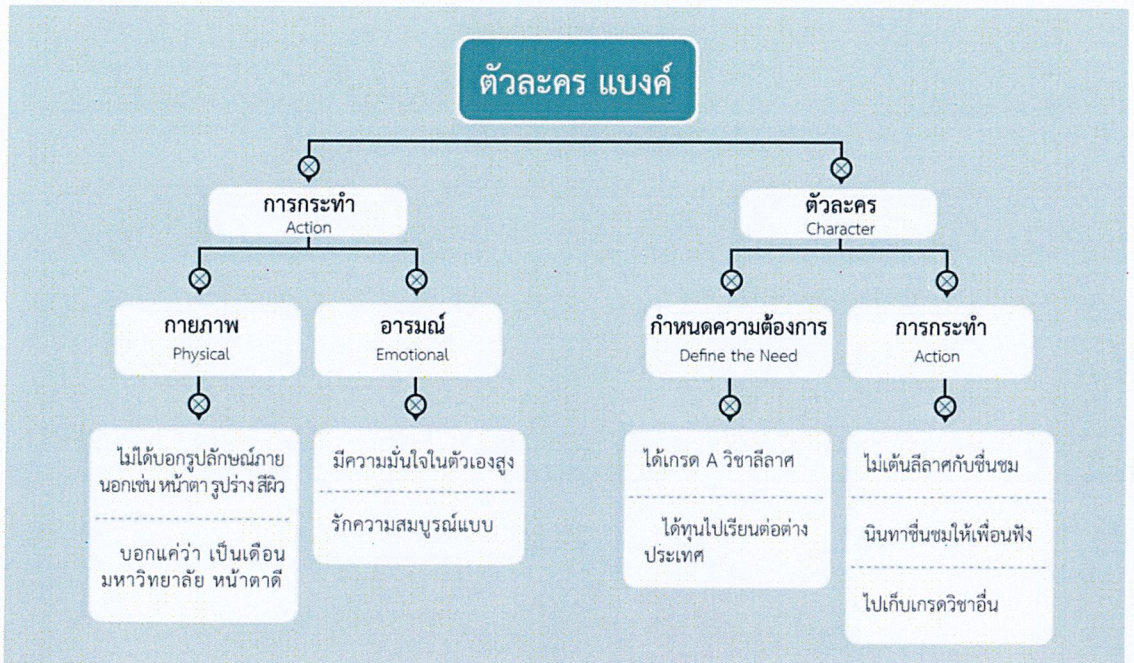 ตัวละคร แบงค์
การกระทำ
Action
ตัวละคร
Character
กายภาพ
Physical
อารมณ์
Emotional
กำหนดความต้องการ
Define the Need
การกระทำ
Action
ไม่ได้บอกรูปลักษณ์ภาย
นอกเช่น หน้าตา รูปร่าง สีผิว
บอกแค่ว่า เป็นเดือน
มหาวิทยาลัย หน้าตาดี
มีความมั่นใจในตัวเองสูง
รักความสมบูรณ์แบบ
ได้เกรด A วิชาลีลาศ
ได้ทุนไปเรียนต่อต่าง
ประเทศ
ไม่เต้นลีลาศกับชื่นชม
นินทาชื่นชมให้เพื่อนฟัง
ไปเก็บเกรดวิชาอื่น